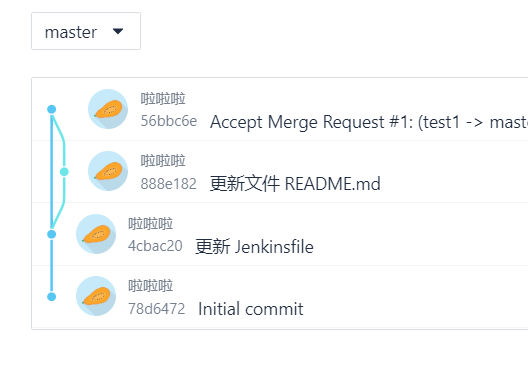 master
啦啦啦
56bbc6e Accept Merge Request #1: (test1 -> mast
啦啦啦
888e182 更新文件 README.md
啦啦啦
4cbac20 更新 Jenkinsfile
啦啦啦
78d6472 Initial commit